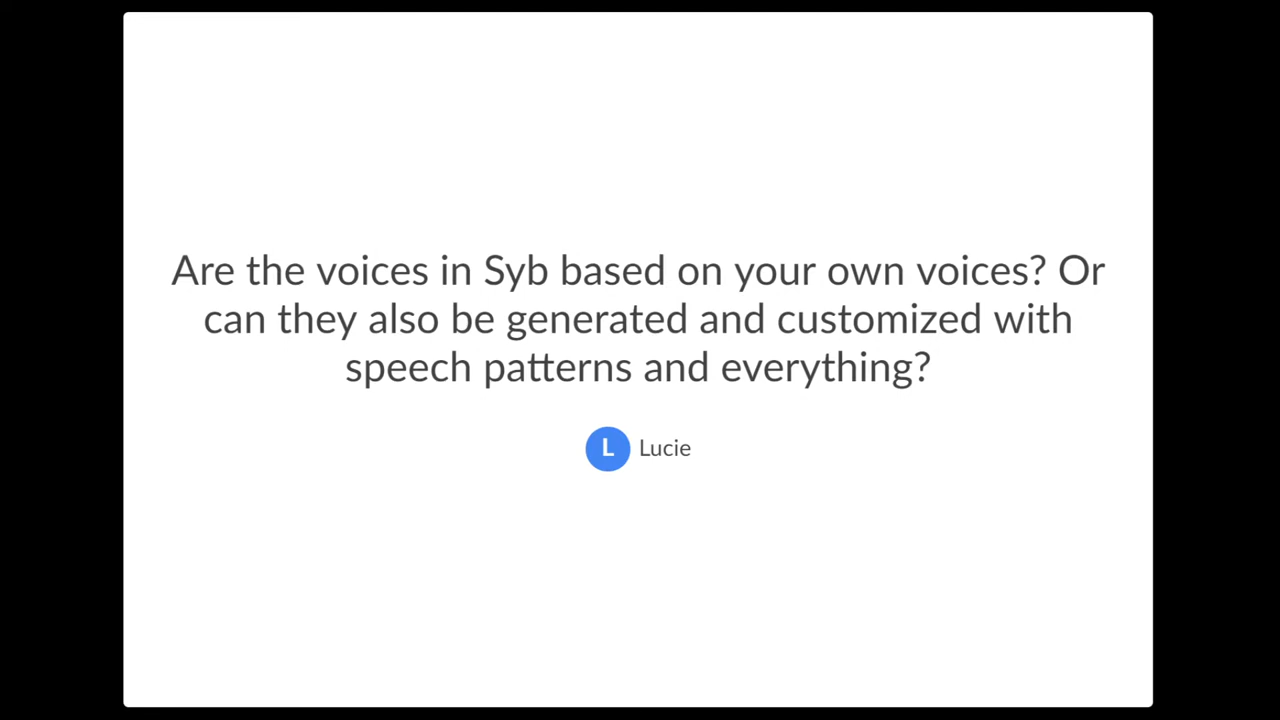 Are the voices in Syb based on your own voices? Or
can they also be generated and customized with
speech patterns and everything?
L Lucie